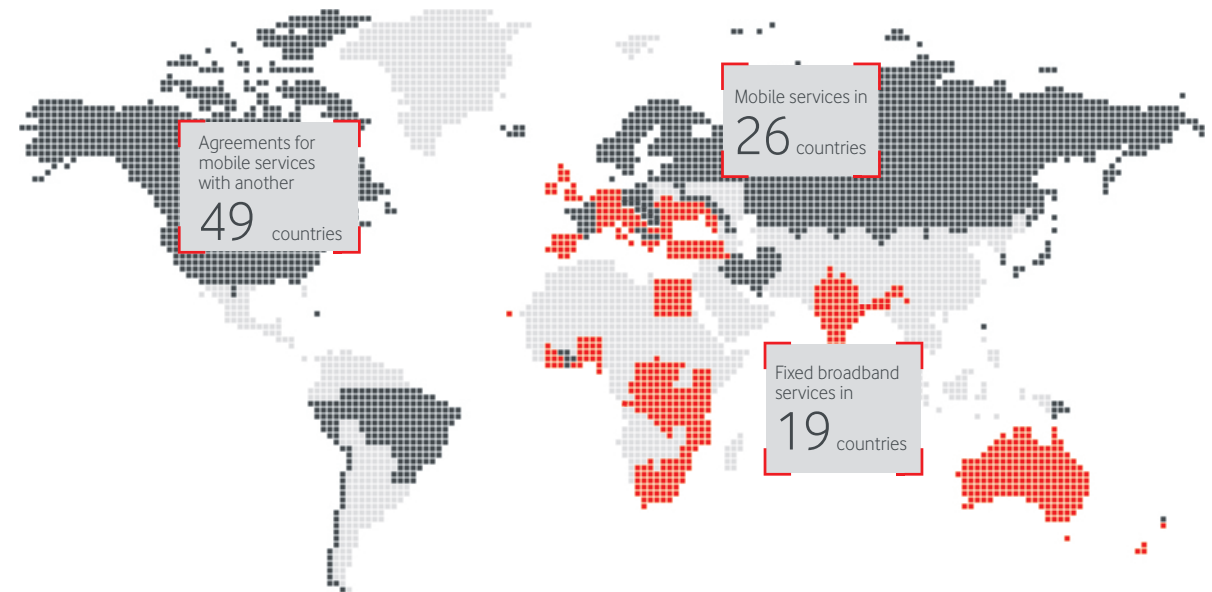 Agreements for
mobile services
with another
49 countries
Mobile services in
26 countries
Fixed broadband
services in
19 countries